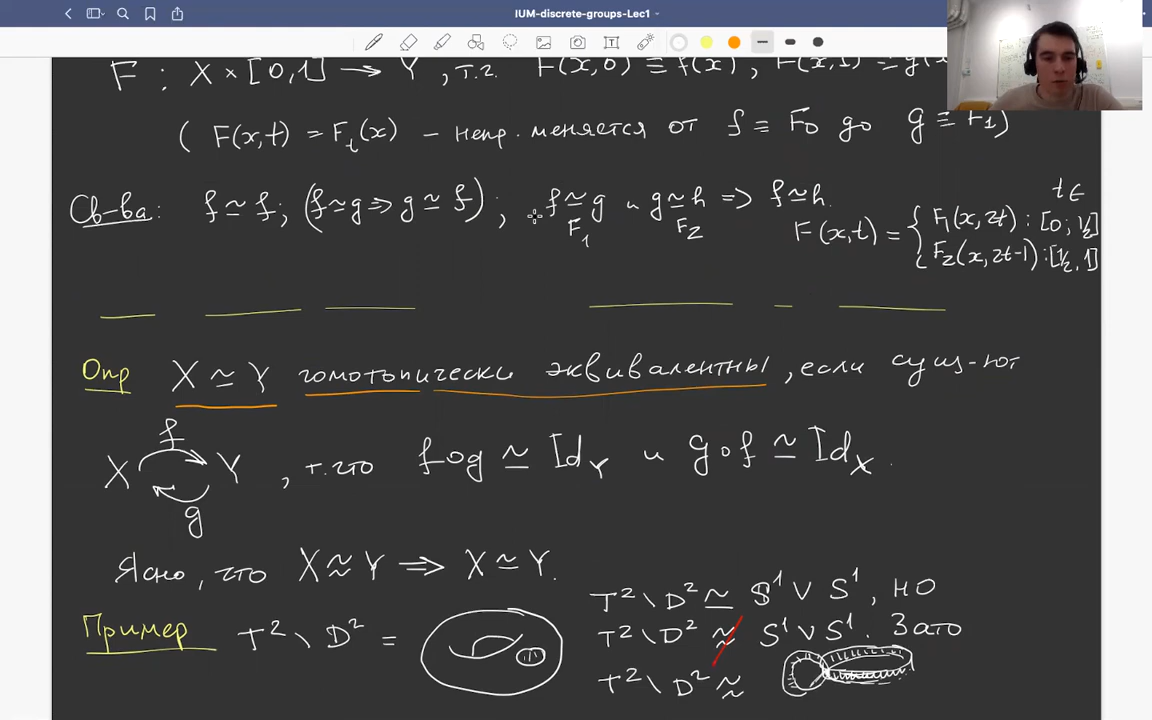 IUM-discrete-groups-Lec1
F : X × [0,1] → Y, т.г. F(x,0) ≡ f(x), F(x,1) ≡ g(x
( F(x,t) = F_t(x) – непр. меняется от f ≡ F_0 до g ≡ F_1)
Св-ва: f ≃ f; (f ≃ g ⇒ g ≃ f); f ≃ g и g ≃ h ⇒ f ≃ h.
F_1 F_2 F(x,t) = { F_1(x,2t) : [0; 1/2]
F_2(x,2t-1) : [1/2, 1]
t ∈
Опр X ≃ Y гомотопически эквивалентны, если сущ-ют
X f Y g , т.что f∘g ≃ Id_Y и g∘f ≃ Id_X.
Ясно, что X ≈ Y ⇒ X ≃ Y.
Пример T² \ D² =
T² \ D² ≃ S¹ ∨ S¹, но
T² \ D² ≉ S¹ ∨ S¹. Зато
T² \ D² ≈